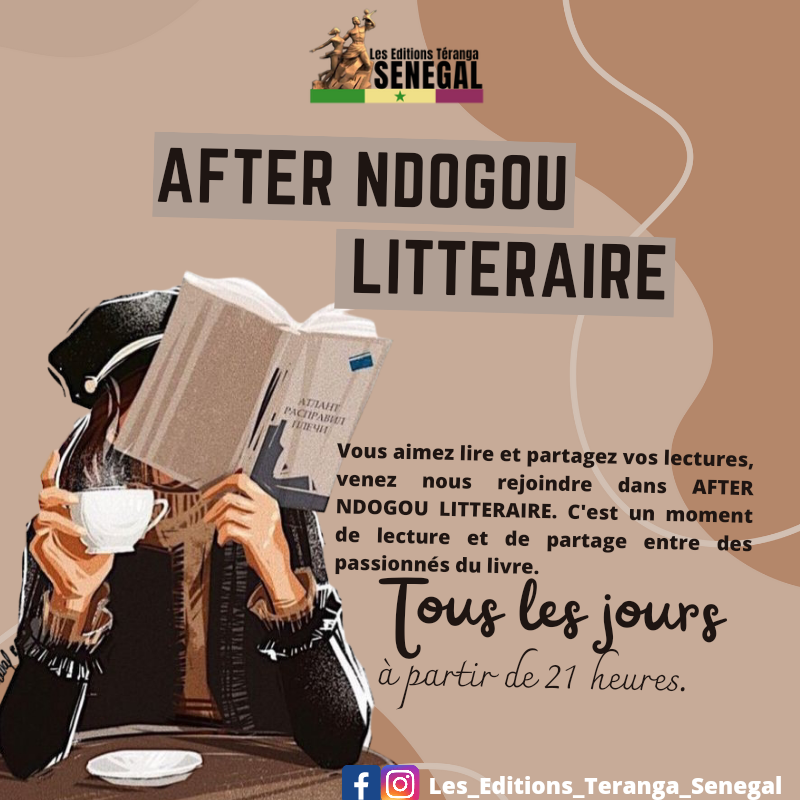 Les Editions Téranga
SENEGAL
AFTER NDOGOU
LITTERAIRE
АТЛАНТ
РАСПРАВИЛ
ПЛЕЧИ
Vous aimez lire et partagez vos lectures,
venez nous rejoindre dans AFTER
NDOGOU LITTERAIRE. C'est un moment
de lecture et de partage entre des
passionnés du livre.
Tous les jours
à partir de 21 heures.
Les_Editions_Teranga_Senegal